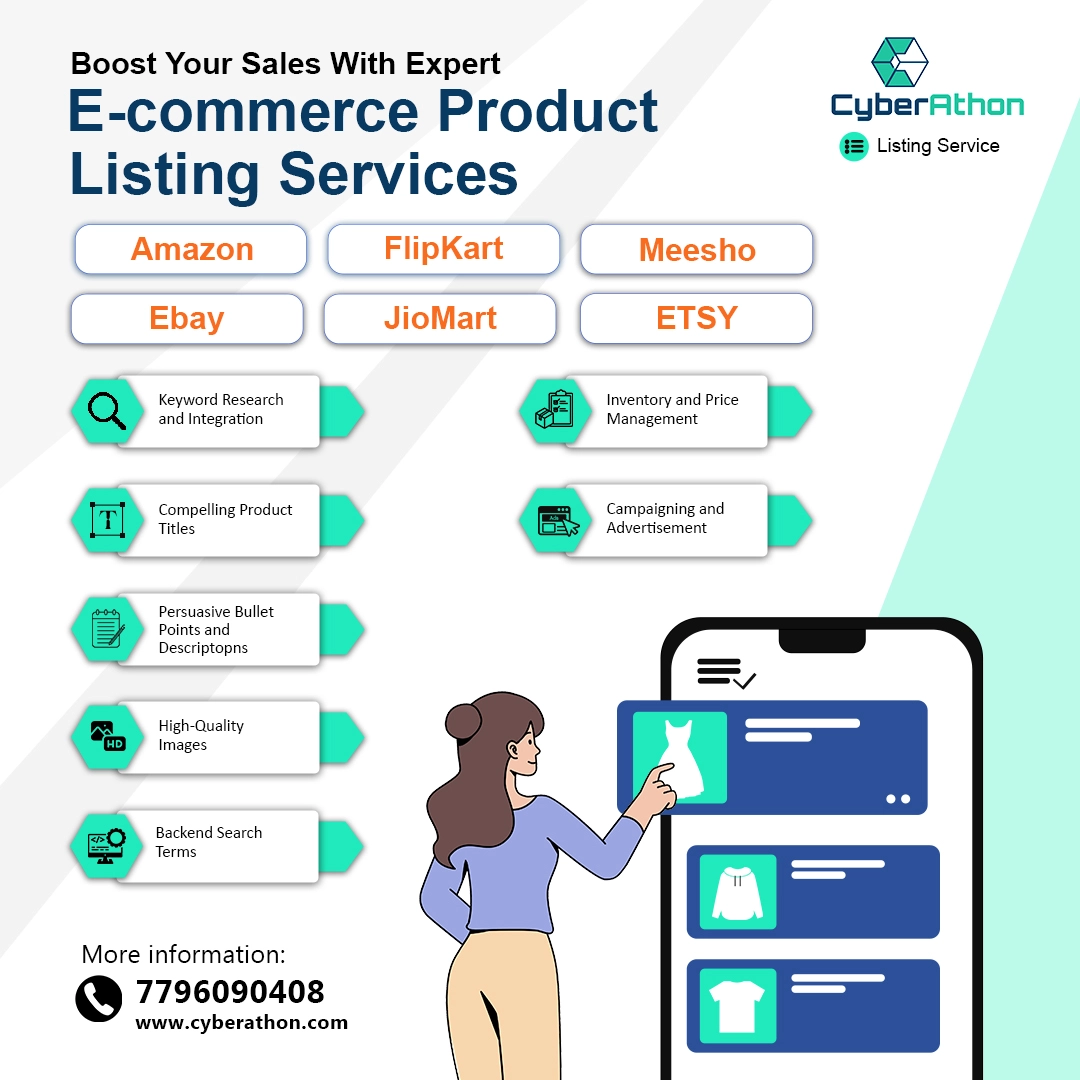 Boost Your Sales With Expert
E-commerce Product
Listing Services
CyberAthon
Listing Service
Amazon
FlipKart
Meesho
Ebay
JioMart
ETSY
Keyword Research
and Integration
Compelling Product
Titles
Persuasive Bullet
Points and
Descriptopns
High-Quality
Images
Backend Search
Terms
Inventory and Price
Management
Campaigning and
Advertisement
T
HD
</>
Ads
More information:
7796090408
www.cyberathon.com